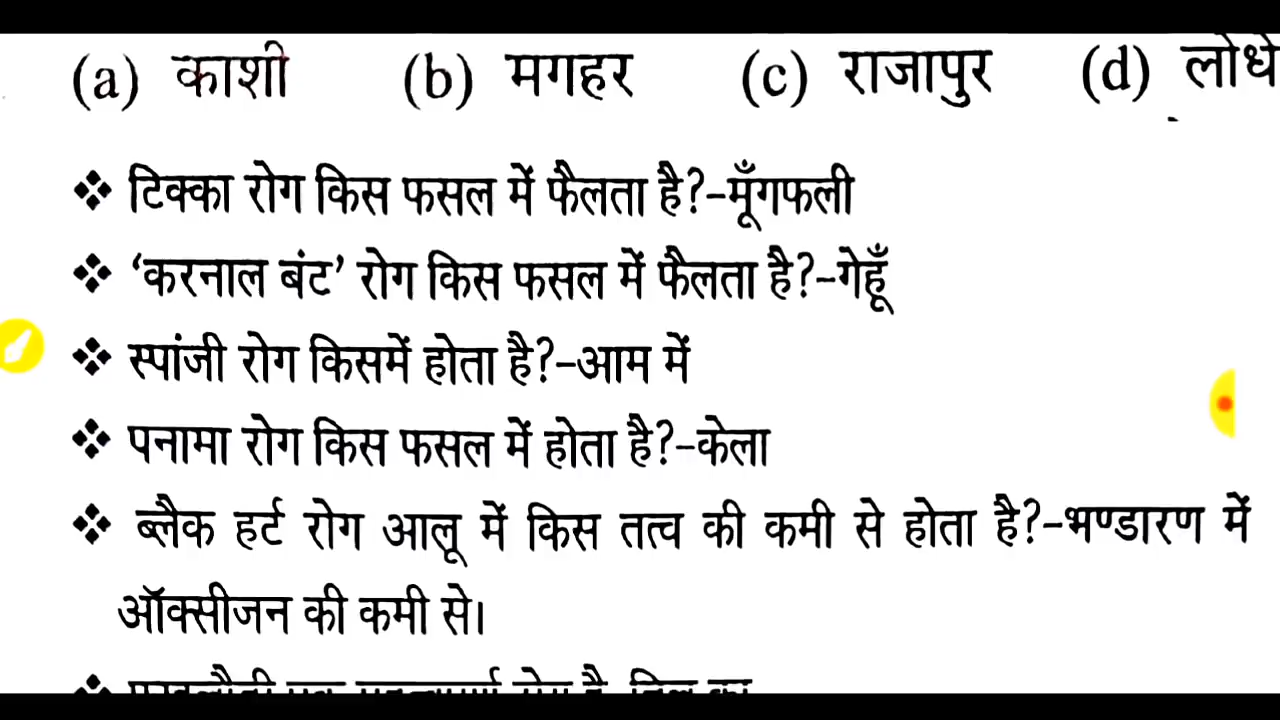 (a) काशी (b) मगहर (c) राजापुर (d) लोधे
❖ टिक्का रोग किस फसल में फैलता है?–मूँगफली
❖ ‘करनाल बंट’ रोग किस फसल में फैलता है?–गेहूँ
❖ स्पांजी रोग किसमें होता है?–आम में
❖ पनामा रोग किस फसल में होता है?–केला
❖ ब्लैक हर्ट रोग आलू में किस तत्व की कमी से होता है?–भण्डारण में
ऑक्सीजन की कमी से।